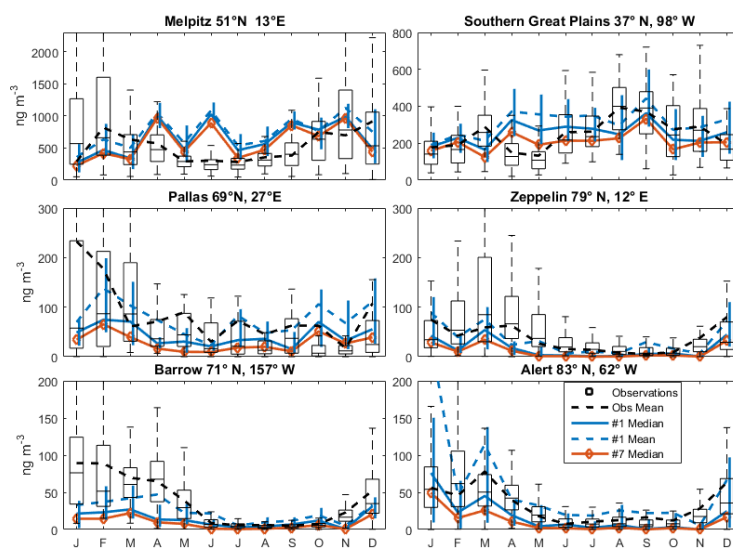 Melpitz 51°N 13°E
Southern Great Plains 37° N, 98° W
ng m-3
2000
1500
1000
500
0
800
600
400
200
0
Pallas 69°N, 27°E
Zeppelin 79° N, 12° E
ng m-3
300
200
100
0
300
200
100
0
Barrow 71° N, 157° W
Alert 83° N, 62° W
ng m-3
200
150
100
50
0
200
150
100
50
0
Observations
Obs Mean
#1 Median
#1 Mean
#7 Median
J F M A M J J A S O N D
J F M A M J J A S O N D